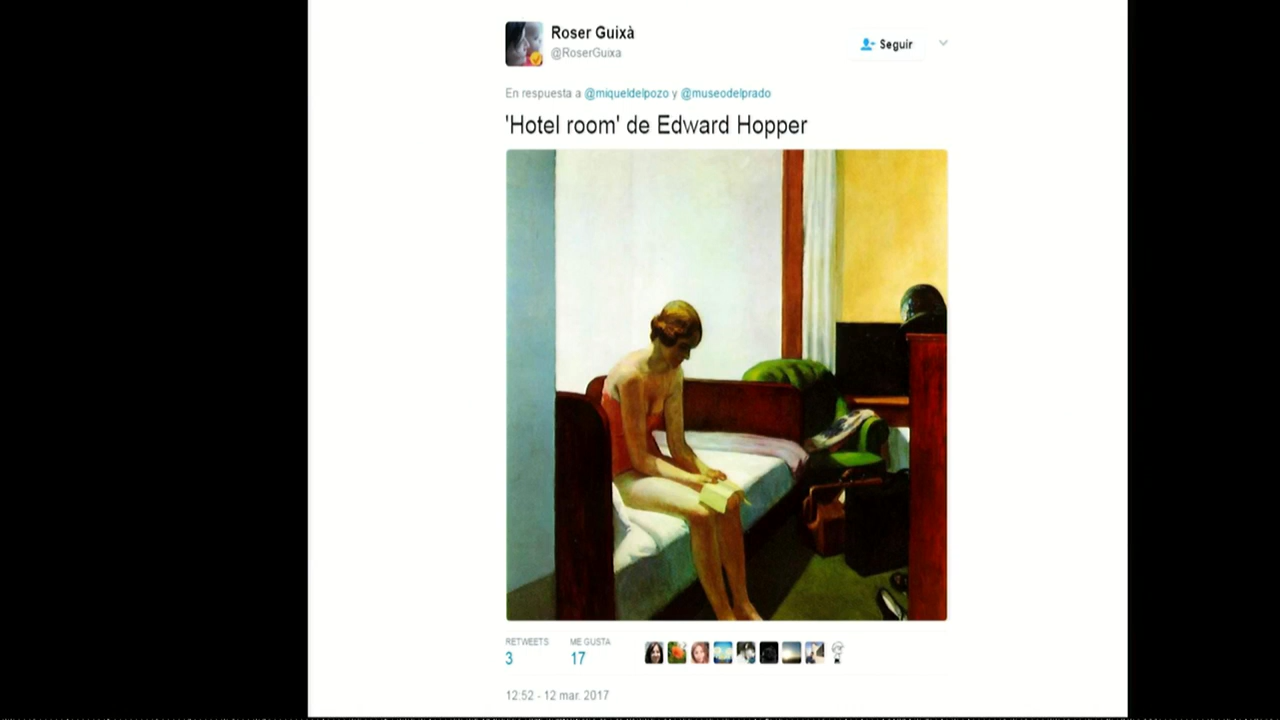 Roser Guixà
@RoserGuixa
Seguir
En respuesta a @miqueldelpozo y @museodelprado
'Hotel room' de Edward Hopper
RETWEETS ME GUSTA
3 17
12:52 - 12 mar. 2017